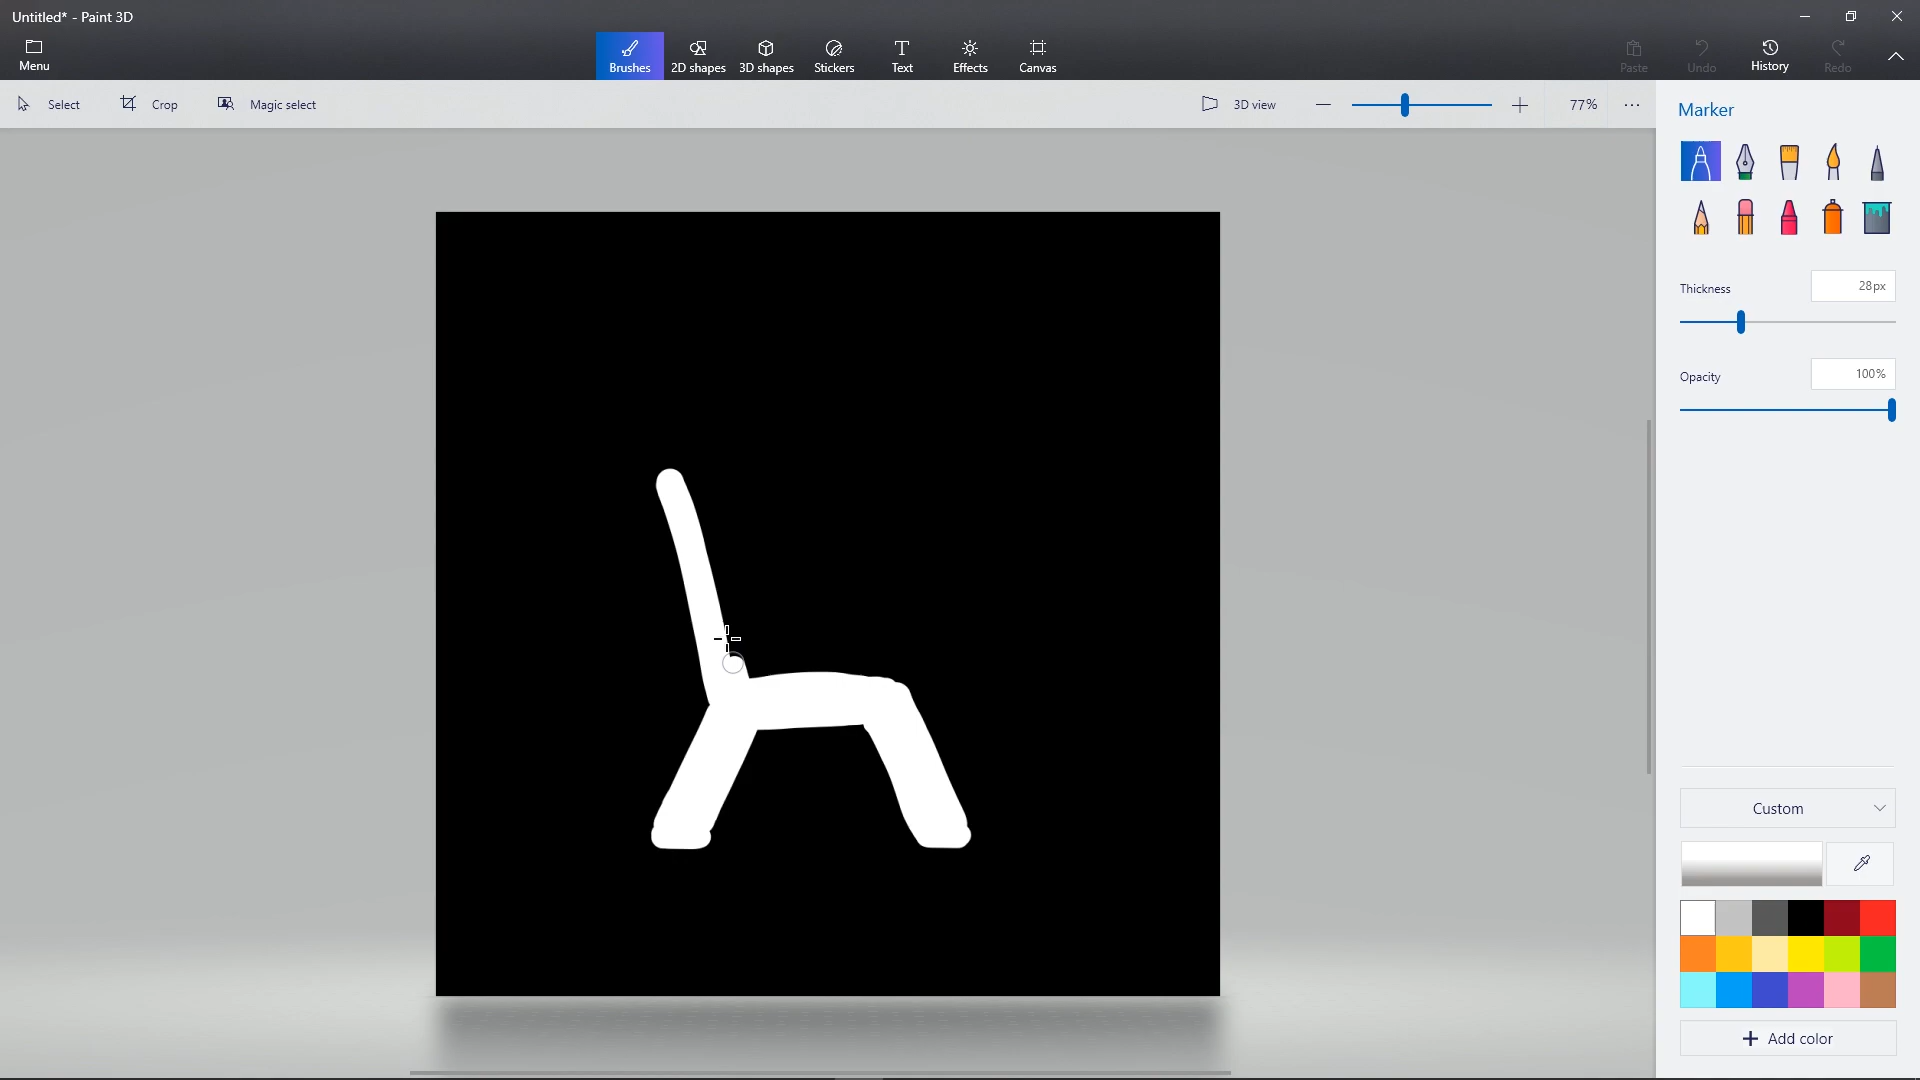 Untitled* - Paint 3D
Menu
Brushes
2D shapes
3D shapes
Stickers
Text
Effects
Canvas
Paste
Undo
History
Redo
Select
Crop
Magic select
3D view
77%
Marker
Thickness
28px
Opacity
100%
Custom
Add color